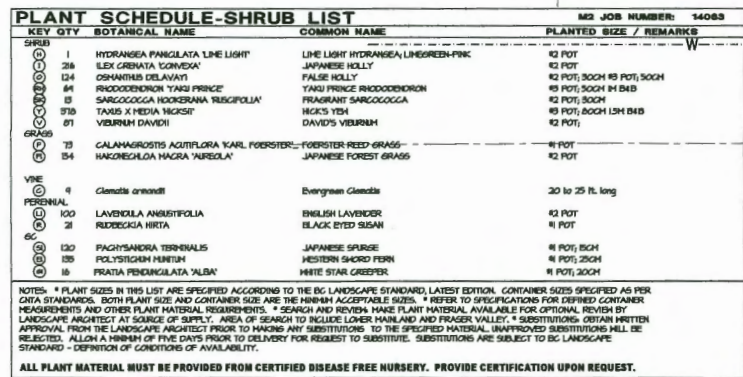 PLANT SCHEDULE-SHRUB LIST M2 JOB NUMBER: 14063
KEY QTY BOTANICAL NAME COMMON NAME PLANTED SIZE / REMARKS
SHRUB
W
H 1 HYDRANGEA PANICULATA 'LIME LIGHT' LIME LIGHT HYDRANGEA; LIMEGREEN-PINK #2 POT
I 216 ILEX CRENATA 'CONVEXA' JAPANESE HOLLY #2 POT
O 124 OSMANTHUS DELAVAYI FALSE HOLLY #2 POT; 30CM #3 POT; 50CM
64 RHODODENDRON 'YAKU PRINCE' YAKU PRINCE RHODODENDRON #3 POT; 30CM 1M B&B
13 SARCOCOCCA HOOKERANA 'RUSCIFOLIA' FRAGRANT SARCOCOCCA #2 POT; 30CM
Y 378 TAXUS X MEDIA 'HICKSII' HICK'S YEW #3 POT; 80CM 1.5M B&B
V 87 VIBURNUM DAVIDII DAVID'S VIBURNUM #2 POT;
GRASS
P 73 CALAMAGROSTIS ACUTIFLORA 'KARL FOERSTER' FOERSTER REED GRASS #1 POT
134 HAKONECHLOA MACRA 'AUREOLA' JAPANESE FOREST GRASS #2 POT
VINE
C 9 Clematis armandii Evergreen Clematis 20 to 25 ft. long
PERENNIAL
100 LAVENDULA ANGUSTIFOLIA ENGLISH LAVENDER #2 POT
R 21 RUDBECKIA HIRTA BLACK EYED SUSAN #1 POT
GC
120 PACHYSANDRA TERMINALIS JAPANESE SPURGE #1 POT; 15CM
135 POLYSTICHUM MUNITUM WESTERN SWORD FERN #1 POT; 25CM
16 PRATIA PENDUNCULATA 'ALBA' WHITE STAR CREEPER #1 POT; 20CM
NOTES: * PLANT SIZES IN THIS LIST ARE SPECIFIED ACCORDING TO THE BC LANDSCAPE STANDARD, LATEST EDITION. CONTAINER SIZES SPECIFIED AS PER
CNTA STANDARDS. BOTH PLANT SIZE AND CONTAINER SIZE ARE THE MINIMUM ACCEPTABLE SIZES. * REFER TO SPECIFICATIONS FOR DEFINED CONTAINER
MEASUREMENTS AND OTHER PLANT MATERIAL REQUIREMENTS. * SEARCH AND REVIEW: MAKE PLANT MATERIAL AVAILABLE FOR OPTIONAL REVIEW BY
LANDSCAPE ARCHITECT AT SOURCE OF SUPPLY. AREA OF SEARCH TO INCLUDE LOWER MAINLAND AND FRASER VALLEY. * SUBSTITUTIONS: OBTAIN WRITTEN
APPROVAL FROM THE LANDSCAPE ARCHITECT PRIOR TO MAKING ANY SUBSTITUTIONS TO THE SPECIFIED MATERIAL. UNAPPROVED SUBSTITUTIONS WILL BE
REJECTED. ALLOW A MINIMUM OF FIVE DAYS PRIOR TO DELIVERY FOR REQUEST TO SUBSTITUTE. SUBSTITUTIONS ARE SUBJECT TO BC LANDSCAPE
STANDARD - DEFINITION OF CONDITIONS OF AVAILABILITY.
ALL PLANT MATERIAL MUST BE PROVIDED FROM CERTIFIED DISEASE FREE NURSERY. PROVIDE CERTIFICATION UPON REQUEST.